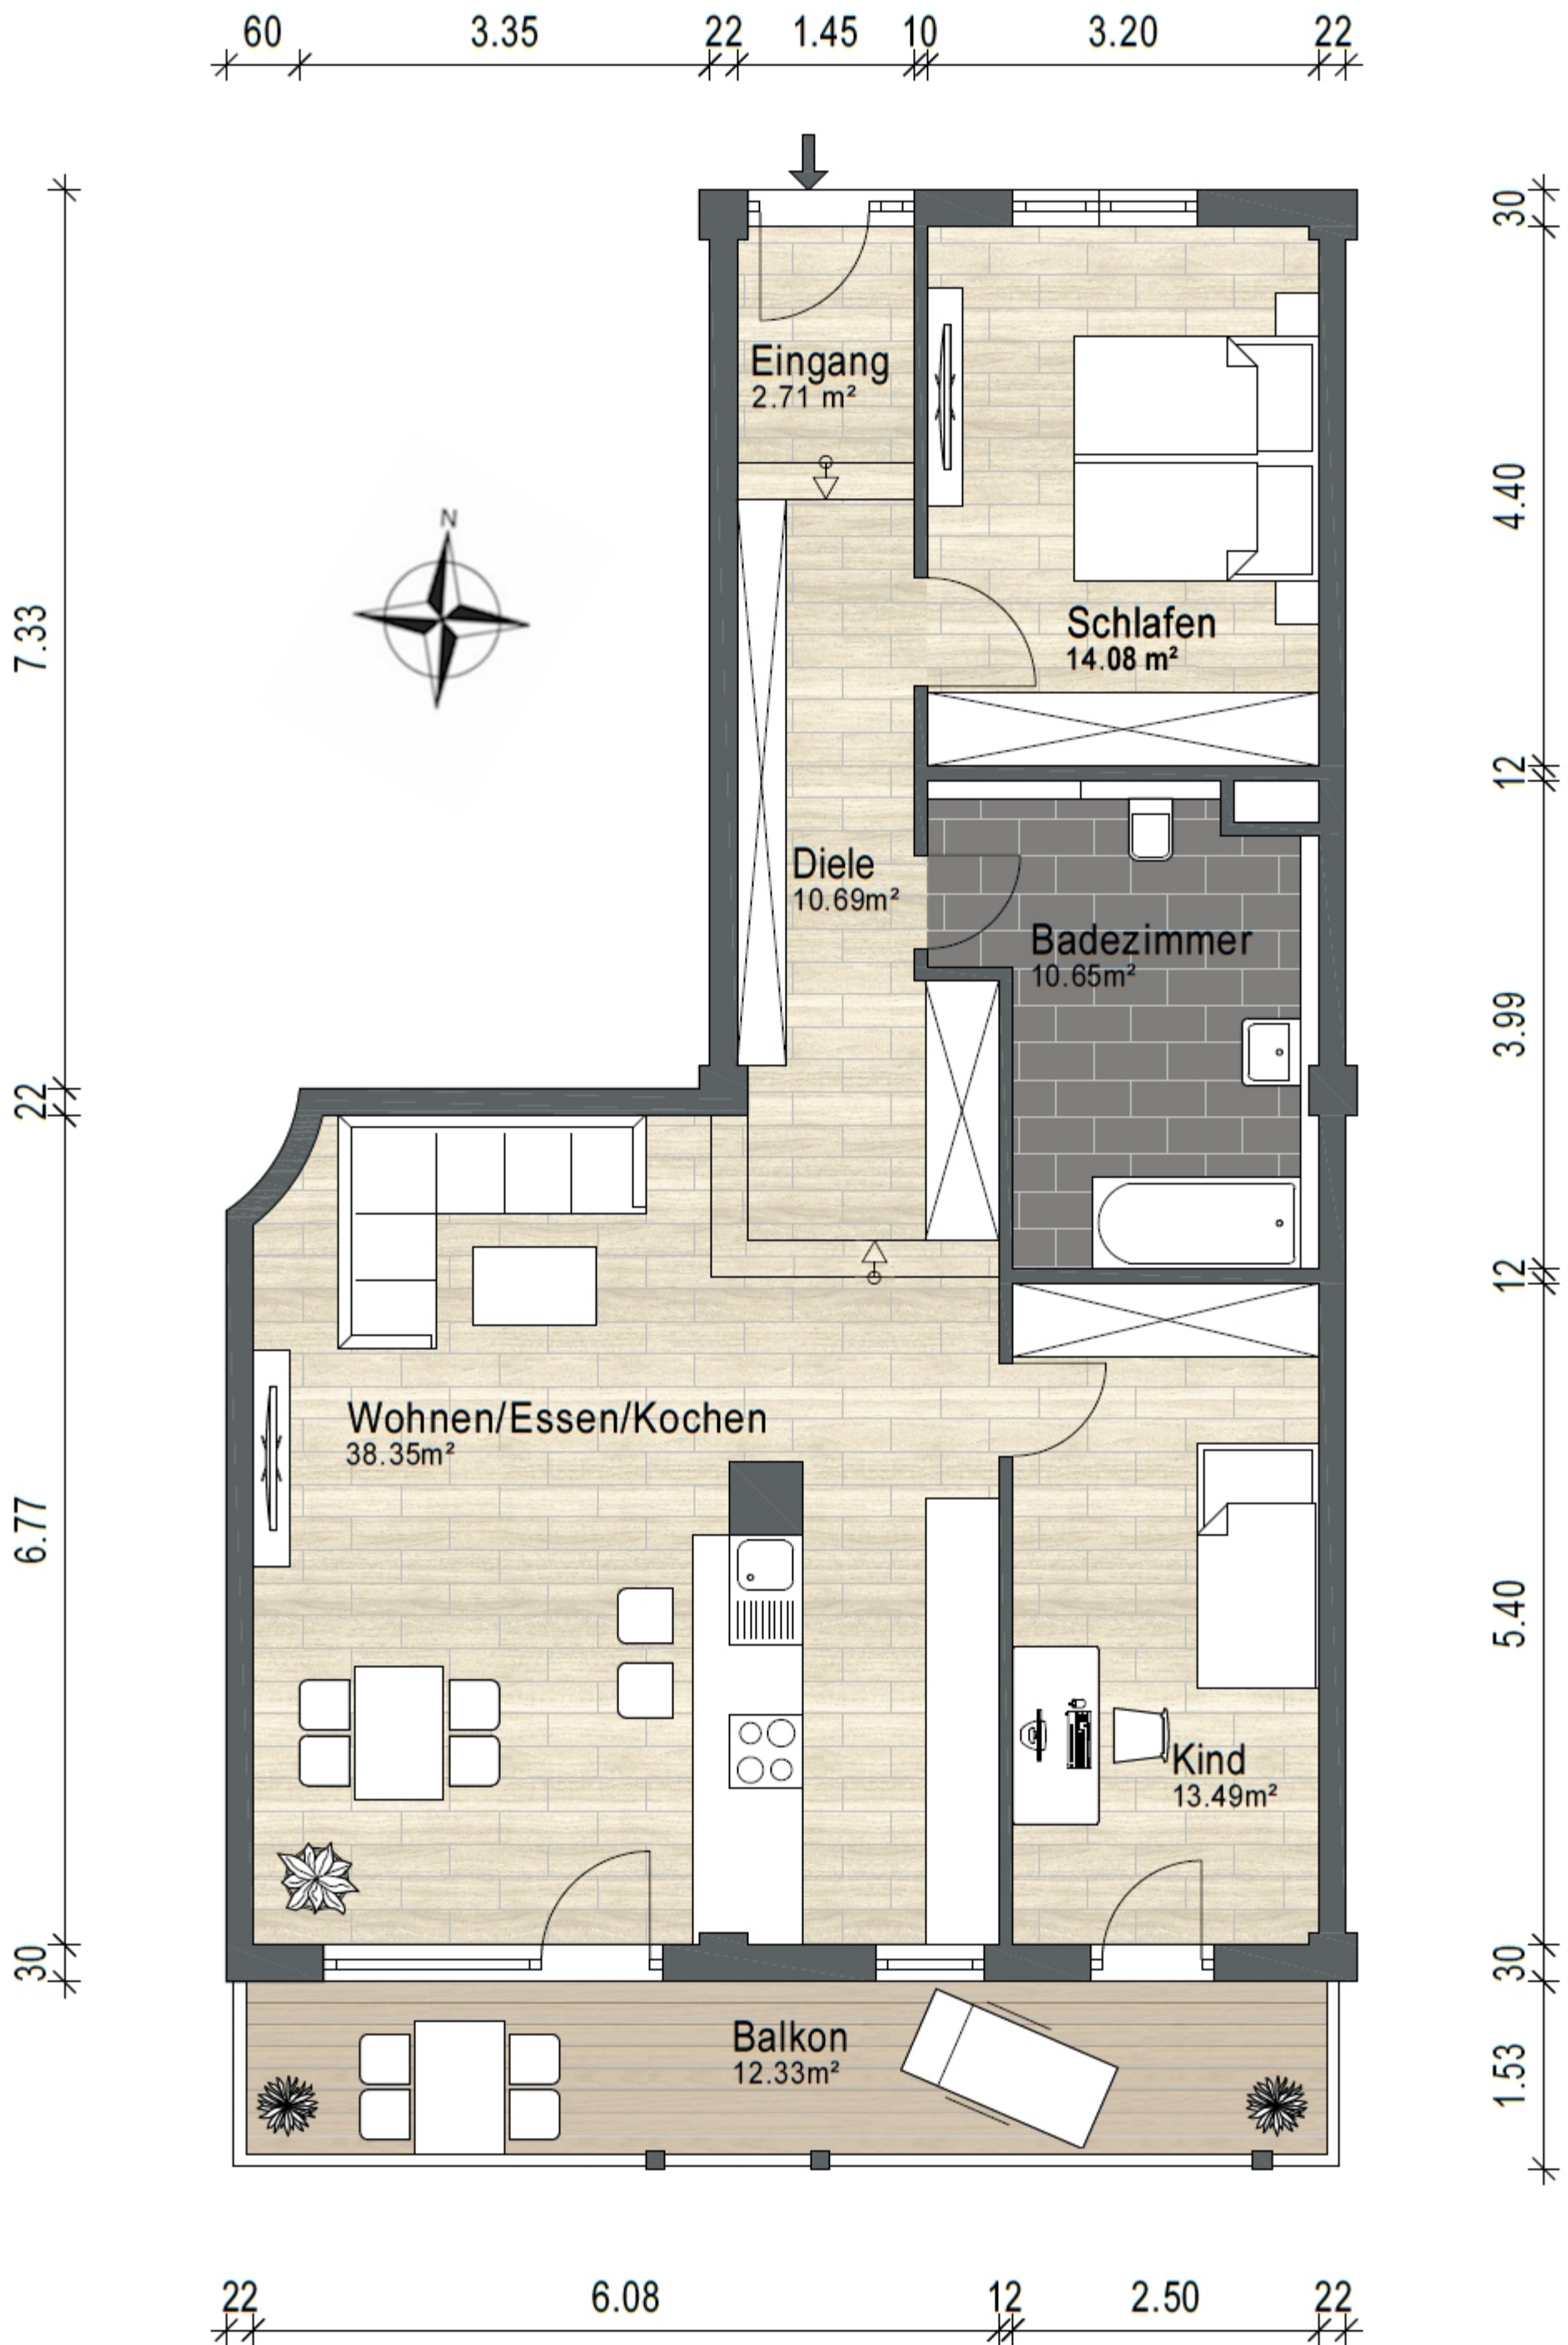 60 3.35 22 1.45 10 3.20 22
30
Eingang
2.71 m²
4.40
N
7.33
Schlafen
14.08 m²
12
Diele
10.69m²
Badezimmer
10.65m²
3.99
22
12
Wohnen/Essen/Kochen
38.35m²
6.77
5.40
Kind
13.49m²
30
30
Balkon
12.33m²
1.53
22 6.08 12 2.50 22